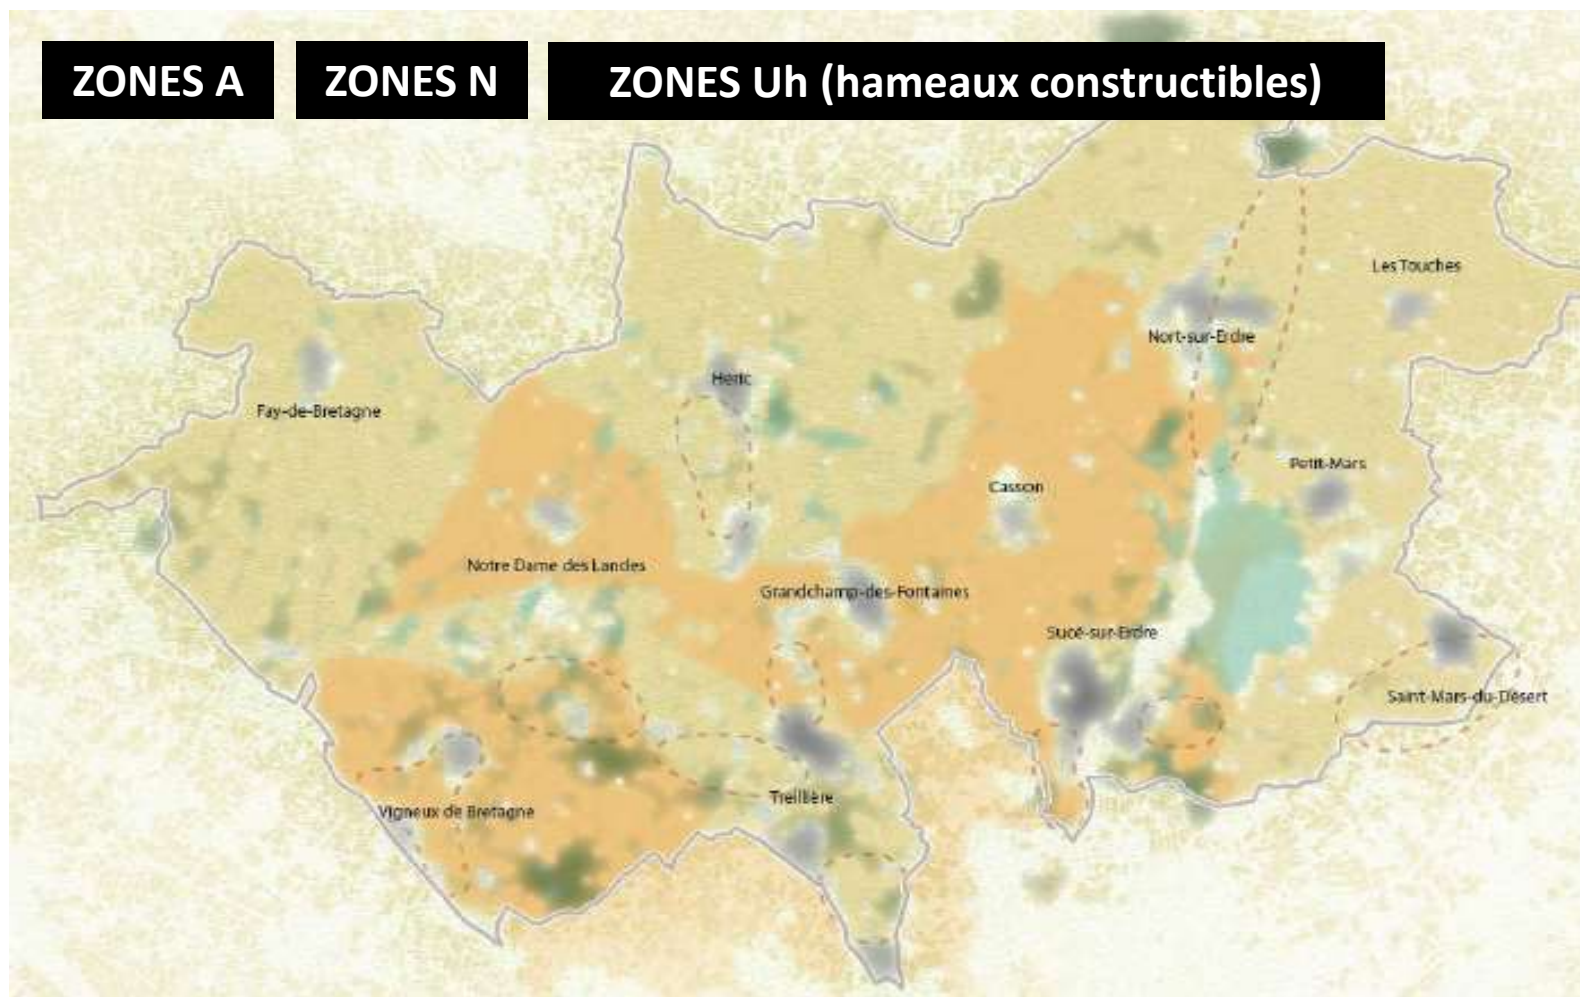 ZONES A
ZONES N
ZONES Uh (hameaux constructibles)
Les Touches
Nort-sur-Erdre
Héric
Fay-de-Bretagne
Petit-Mars
Casson
Notre Dame des Landes
Grandchamp-des-Fontaines
Sucé-sur-Erdre
Saint-Mars-du-Désert
Treillière
Vigneux de Bretagne